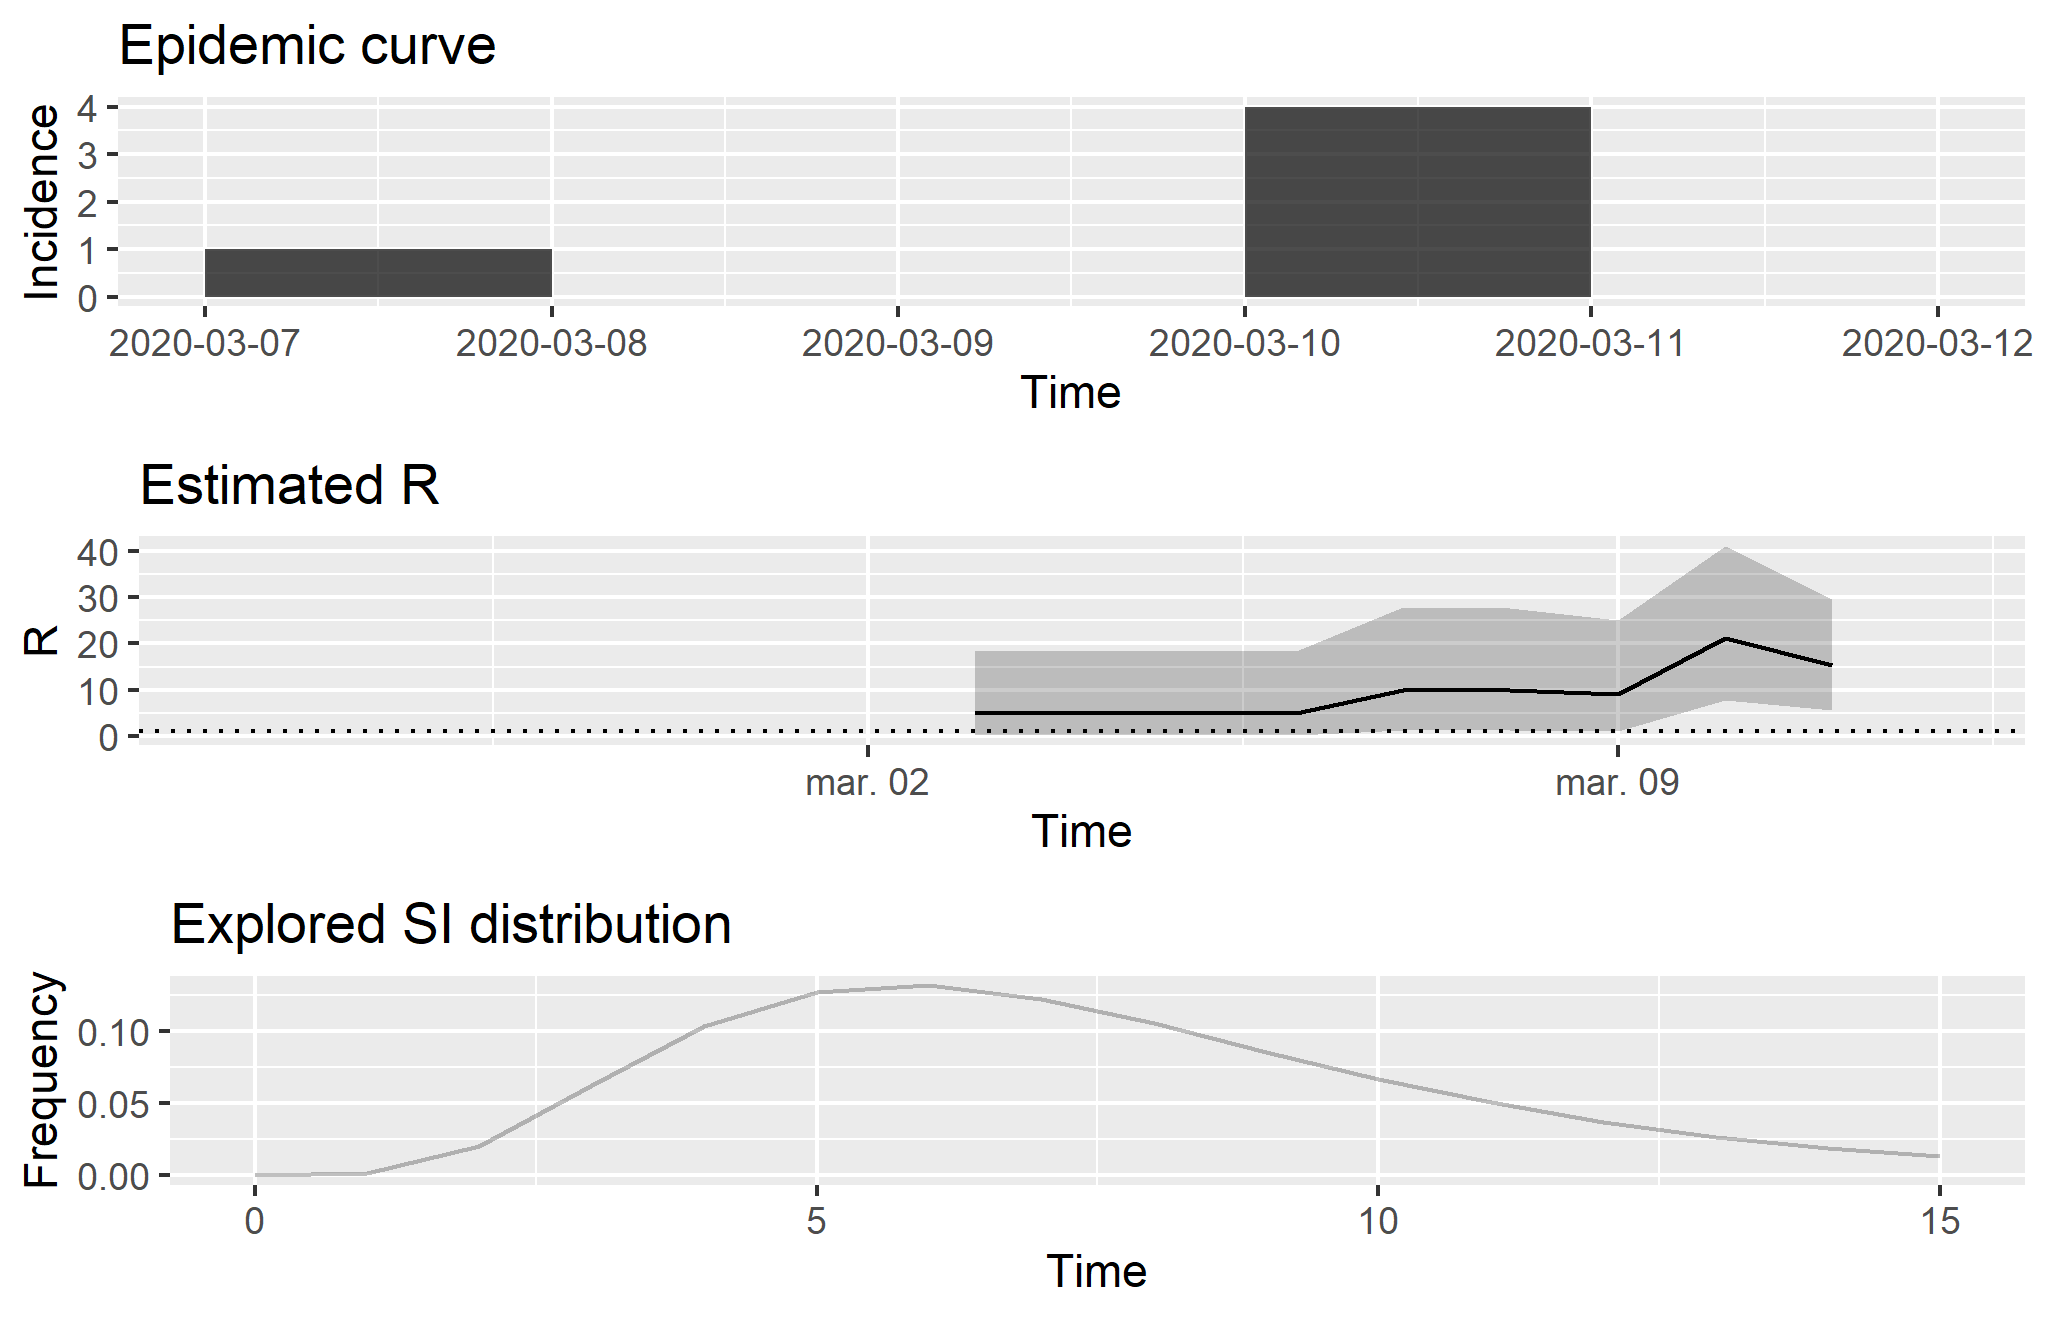 Epidemic curve
Incidence
4
3
2
1
0
2020-03-07 2020-03-08 2020-03-09 2020-03-10 2020-03-11 2020-03-12
Time
Estimated R
R
40
30
20
10
0
mar. 02 mar. 09
Time
Explored SI distribution
Frequency
0.10
0.05
0.00
0 5 10 15
Time